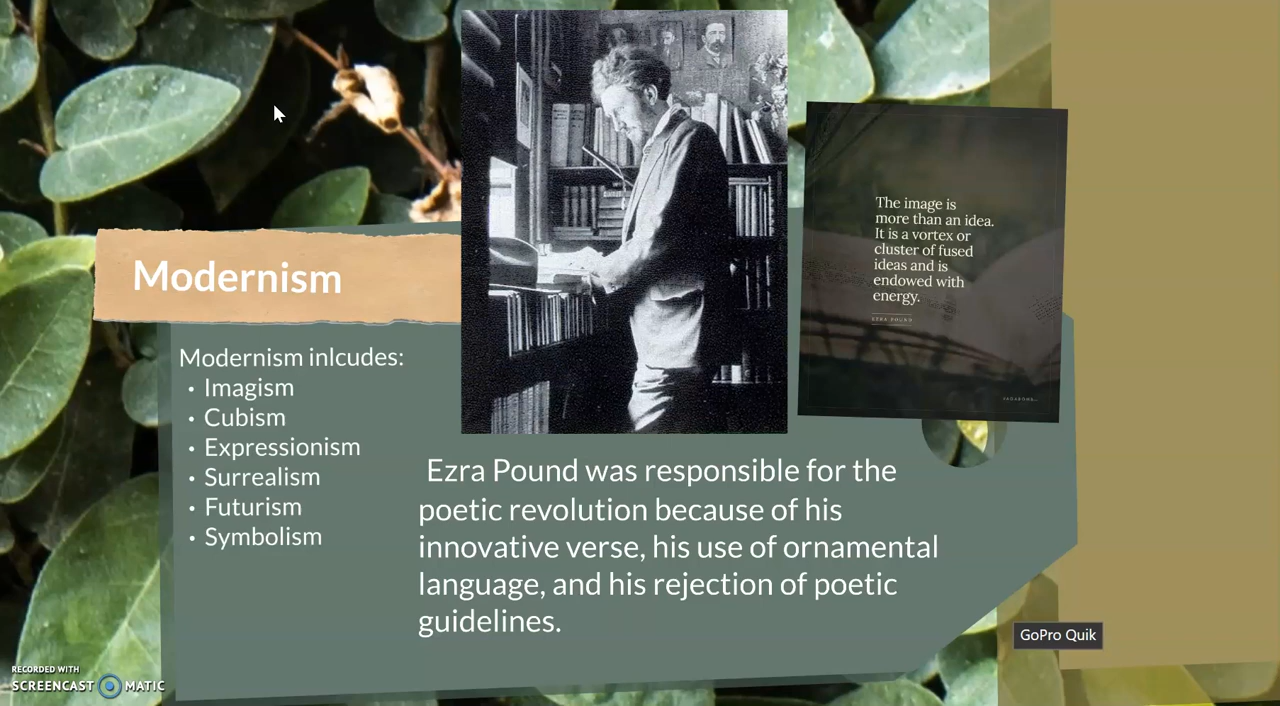 Modernism
Modernism inlcudes:
• Imagism
• Cubism
• Expressionism
• Surrealism
• Futurism
• Symbolism
The image is
more than an idea.
It is a vortex or
cluster of fused
ideas and is
endowed with
energy.
EZRA POUND
Ezra Pound was responsible for the
poetic revolution because of his
innovative verse, his use of ornamental
language, and his rejection of poetic
guidelines.
GoPro Quik
RECORDED WITH
SCREENCAST MATIC